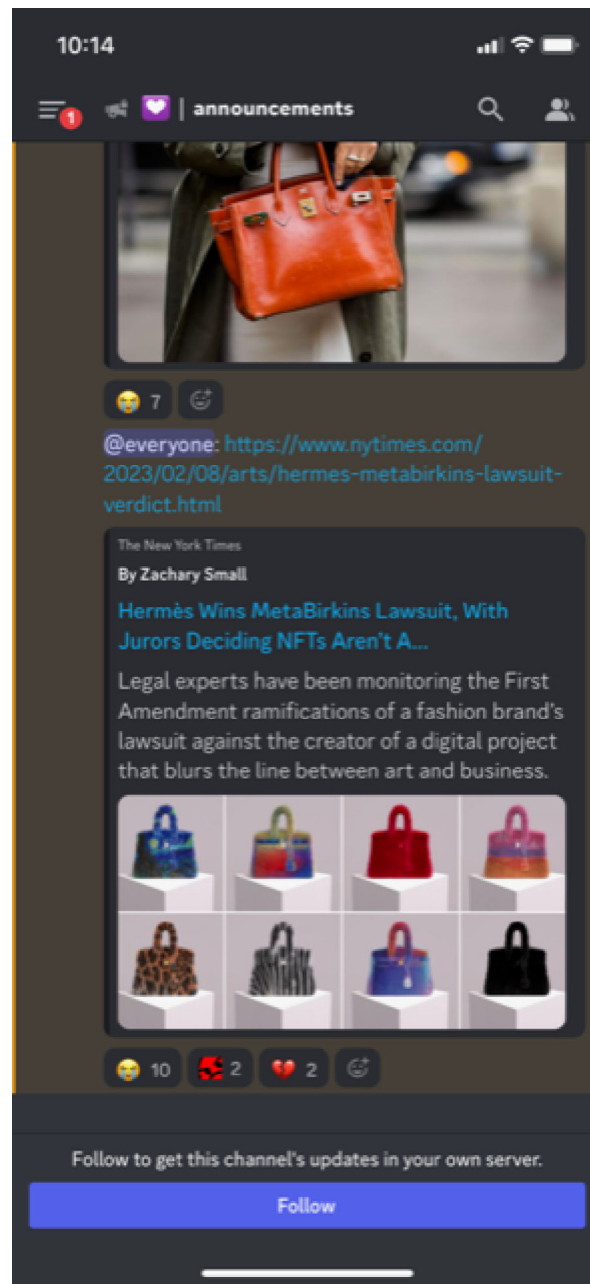 10:14
1
| announcements
7
@everyone: https://www.nytimes.com/
2023/02/08/arts/hermes-metabirkins-lawsuit-
verdict.html
The New York Times
By Zachary Small
Hermès Wins MetaBirkins Lawsuit, With
Jurors Deciding NFTs Aren't A...
Legal experts have been monitoring the First
Amendment ramifications of a fashion brand's
lawsuit against the creator of a digital project
that blurs the line between art and business.
10 2 2
Follow to get this channel's updates in your own server.
Follow